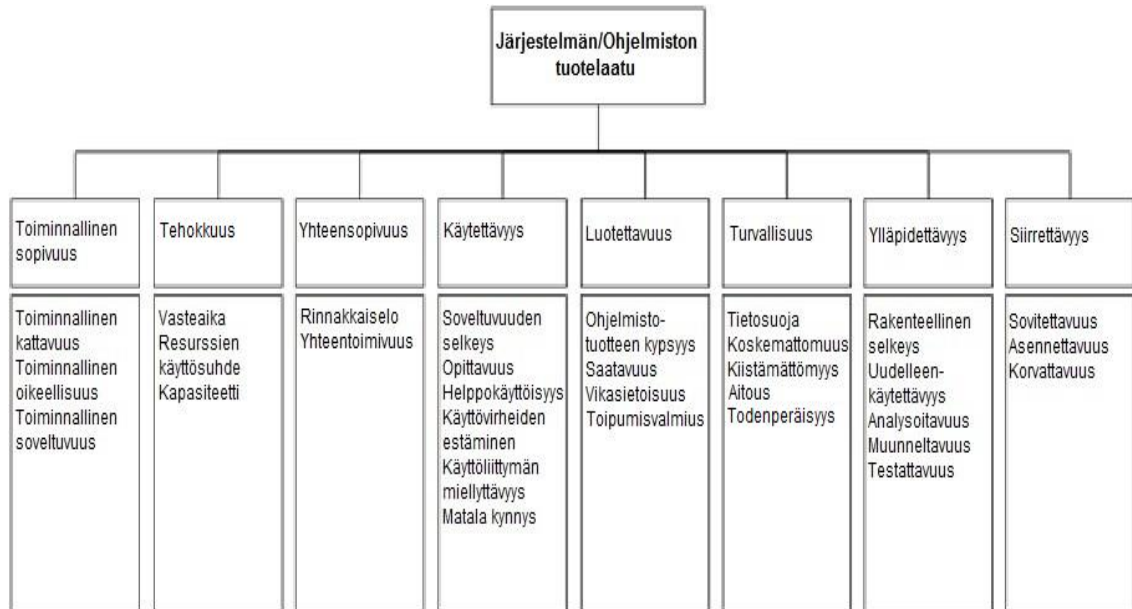 Järjestelmän/Ohjelmiston
tuotelaatu
Toiminnallinen
sopivuus
Tehokkuus
Yhteensopivuus
Käytettävyys
Luotettavuus
Turvallisuus
Ylläpidettävyys
Siirrettävyys
Toiminnallinen
kattavuus
Toiminnallinen
oikeellisuus
Toiminnallinen
soveltuvuus
Vasteaika
Resurssien
käyttösuhde
Kapasiteetti
Rinnakkaiselo
Yhteentoimivuus
Soveltuvuuden
selkeys
Opittavuus
Helppokäyttöisyys
Käyttövirheiden
estäminen
Käyttöliittymän
miellyttävyys
Matala kynnys
Ohjelmisto-
tuotteen kypsyys
Saatavuus
Vikasietoisuus
Toipumisvalmius
Tietosuoja
Koskemattomuus
Kiistämättömyys
Aitous
Todenperäisyys
Rakenteellinen
selkeys
Uudelleen-
käytettävyys
Analysoitavuus
Muunneltavuus
Testattavuus
Sovitettavuus
Asennettavuus
Korvattavuus